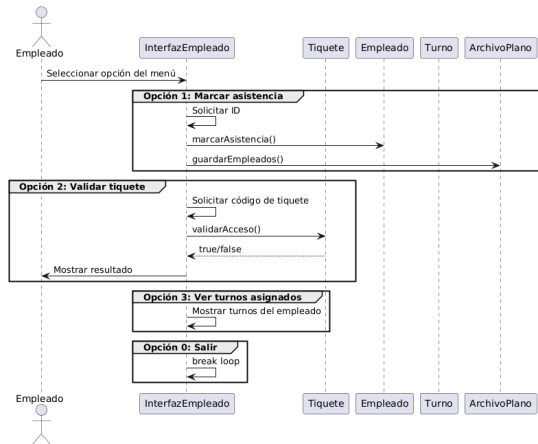 Empleado
InterfazEmpleado
Tiquete
Empleado
Turno
ArchivoPlano
Seleccionar opción del menú
Opción 1: Marcar asistencia
Solicitar ID
marcarAsistencia()
guardarEmpleados()
Opción 2: Validar tiquete
Solicitar código de tiquete
validarAcceso()
true/false
Mostrar resultado
Opción 3: Ver turnos asignados
Mostrar turnos del empleado
Opción 0: Salir
break loop
Empleado
InterfazEmpleado
Tiquete
Empleado
Turno
ArchivoPlano